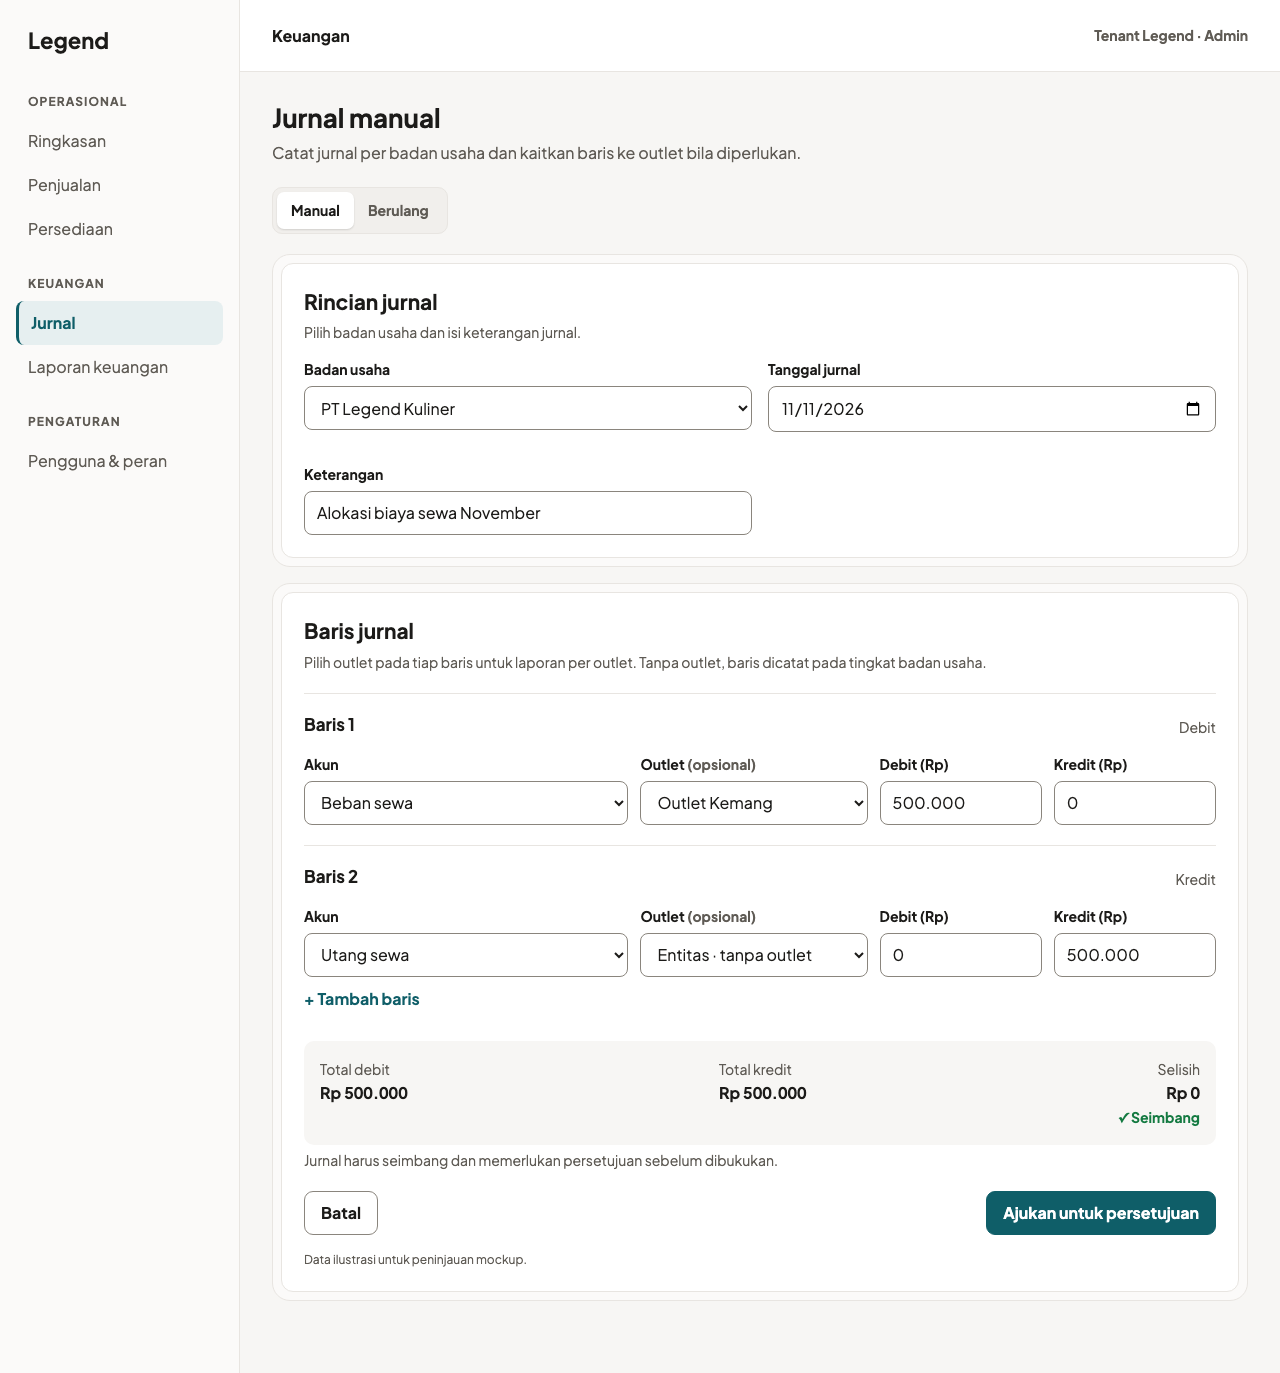 Legend
OPERASIONAL
Ringkasan
Penjualan
Persediaan
KEUANGAN
Jurnal
Laporan keuangan
PENGATURAN
Pengguna & peran
Keuangan
Tenant Legend · Admin
Jurnal manual
Catat jurnal per badan usaha dan kaitkan baris ke outlet bila diperlukan.
Manual Berulang
Rincian jurnal
Pilih badan usaha dan isi keterangan jurnal.
Badan usaha Tanggal jurnal
PT Legend Kuliner 11/11/2026
Keterangan
Alokasi biaya sewa November
Baris jurnal
Pilih outlet pada tiap baris untuk laporan per outlet. Tanpa outlet, baris dicatat pada tingkat badan usaha.
Baris 1 Debit
Akun Outlet (opsional) Debit (Rp) Kredit (Rp)
Beban sewa Outlet Kemang 500.000 0
Baris 2 Kredit
Akun Outlet (opsional) Debit (Rp) Kredit (Rp)
Utang sewa Entitas · tanpa outlet 0 500.000
+ Tambah baris
Total debit Total kredit Selisih
Rp 500.000 Rp 500.000 Rp 0
✓ Seimbang
Jurnal harus seimbang dan memerlukan persetujuan sebelum dibukukan.
Batal Ajukan untuk persetujuan
Data ilustrasi untuk peninjauan mockup.